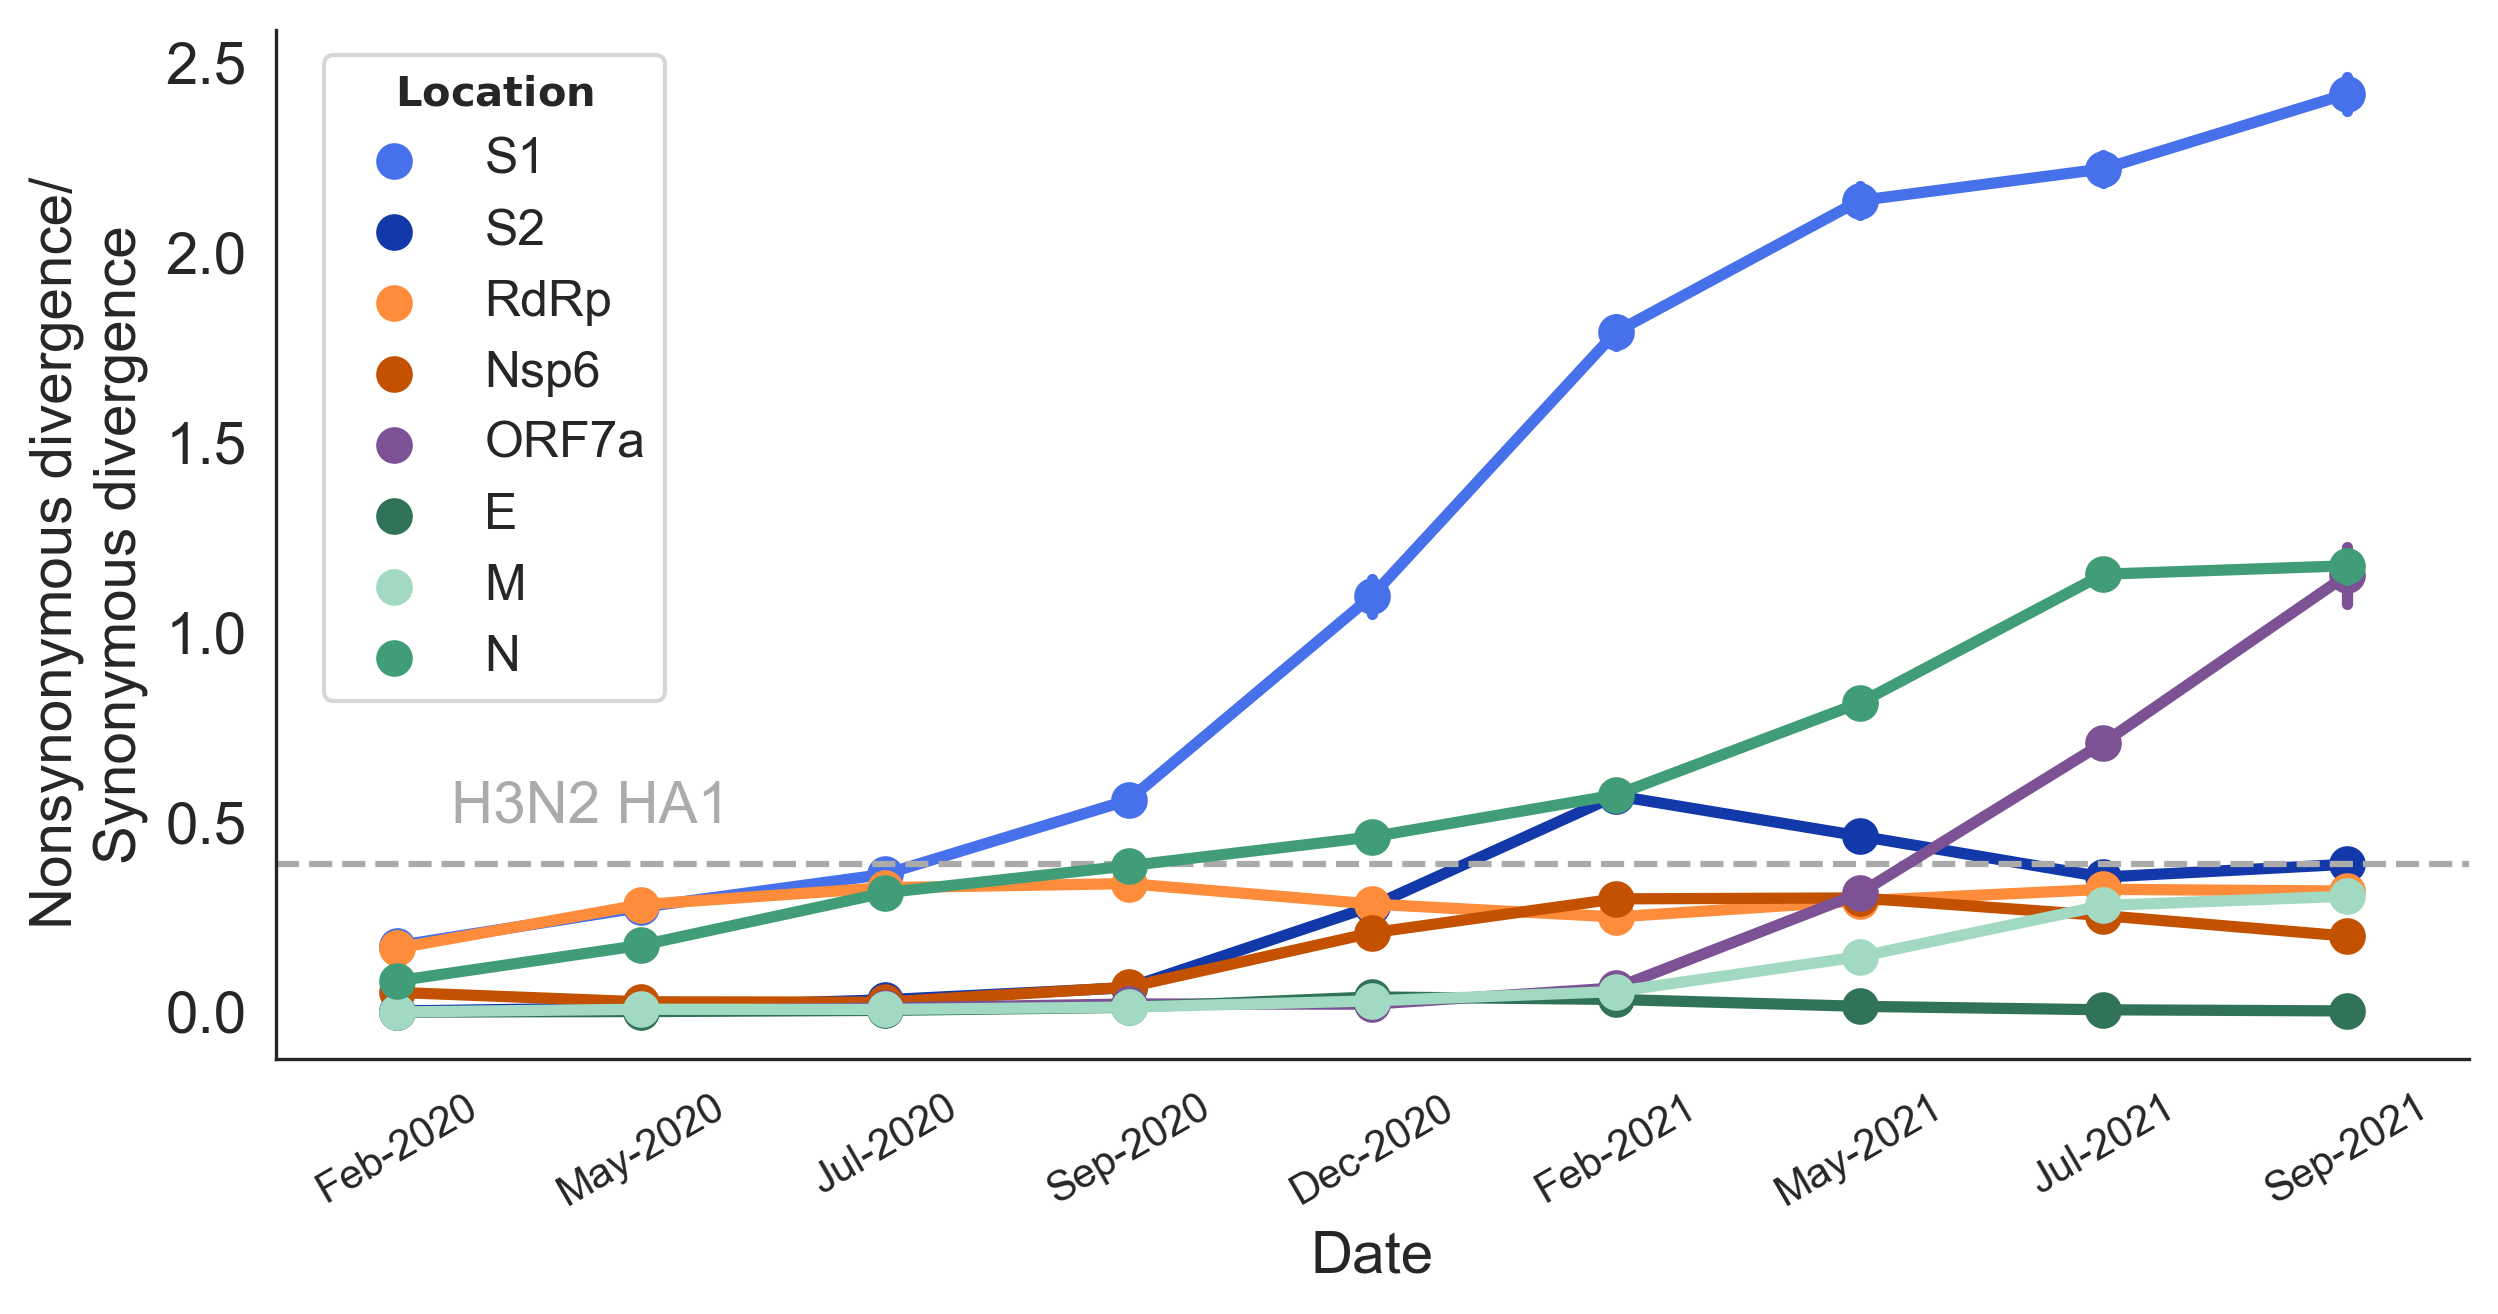 Nonsynonymous divergence/
Synonymous divergence
2.5
2.0
1.5
1.0
0.5
0.0
Location
S1
S2
RdRp
Nsp6
ORF7a
E
M
N
H3N2 HA1
Feb-2020
May-2020
Jul-2020
Sep-2020
Dec-2020
Feb-2021
May-2021
Jul-2021
Sep-2021
Date